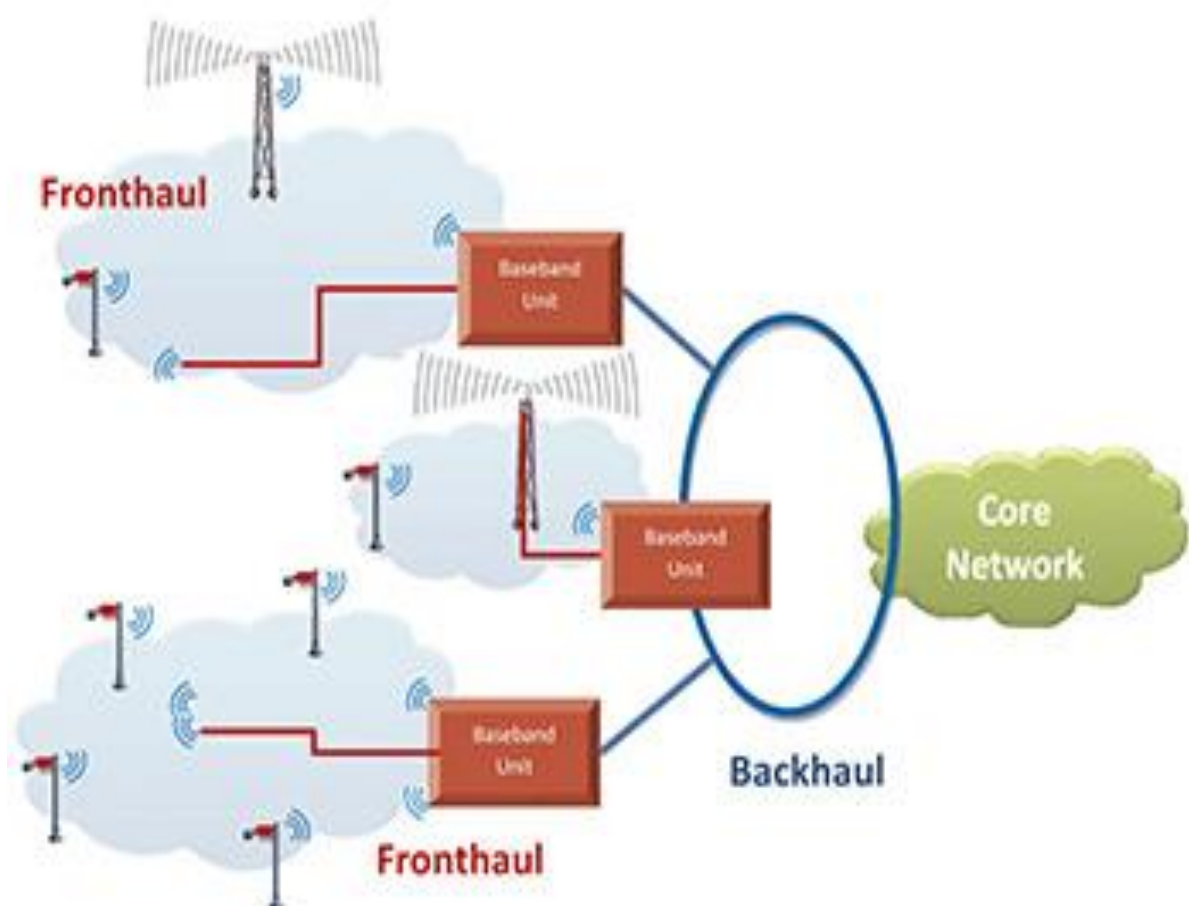 Fronthaul
Baseband
Unit
Baseband
Unit
Core
Network
Baseband
Unit
Backhaul
Fronthaul